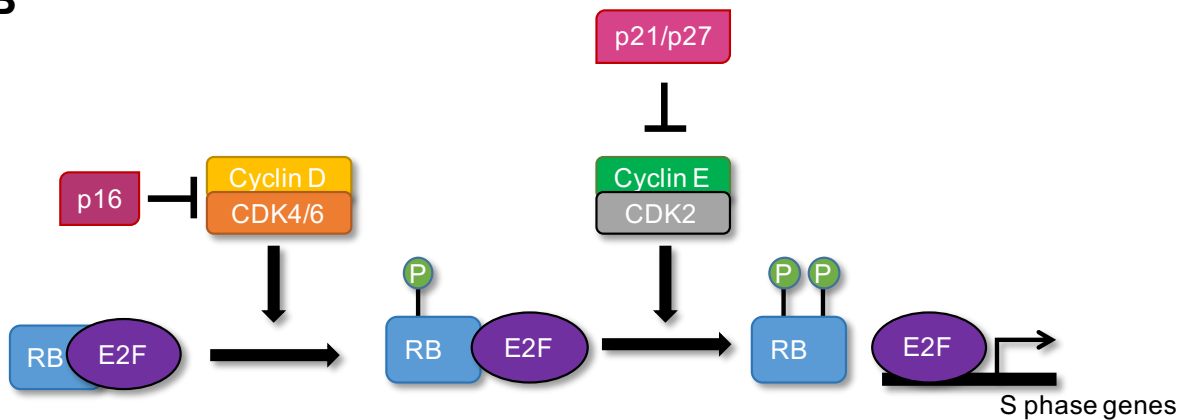 B
p21/p27
Cyclin D
Cyclin E
p16
CDK4/6
CDK2
P
P P
RB E2F
RB E2F
RB E2F
S phase genes